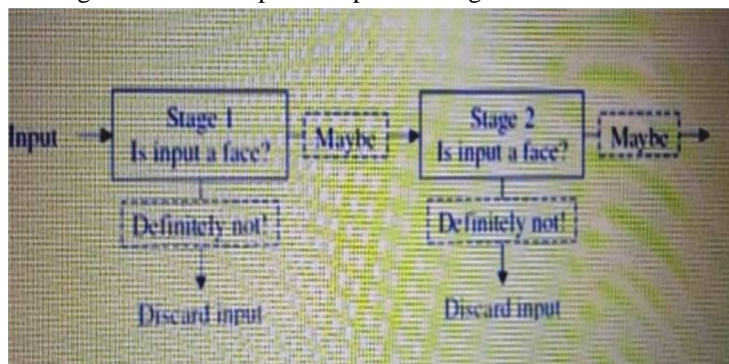 Input
Stage 1
Is input a face?
Maybe
Stage 2
Is input a face?
Maybe
Definitely not!
Definitely not!
Discard input
Discard input